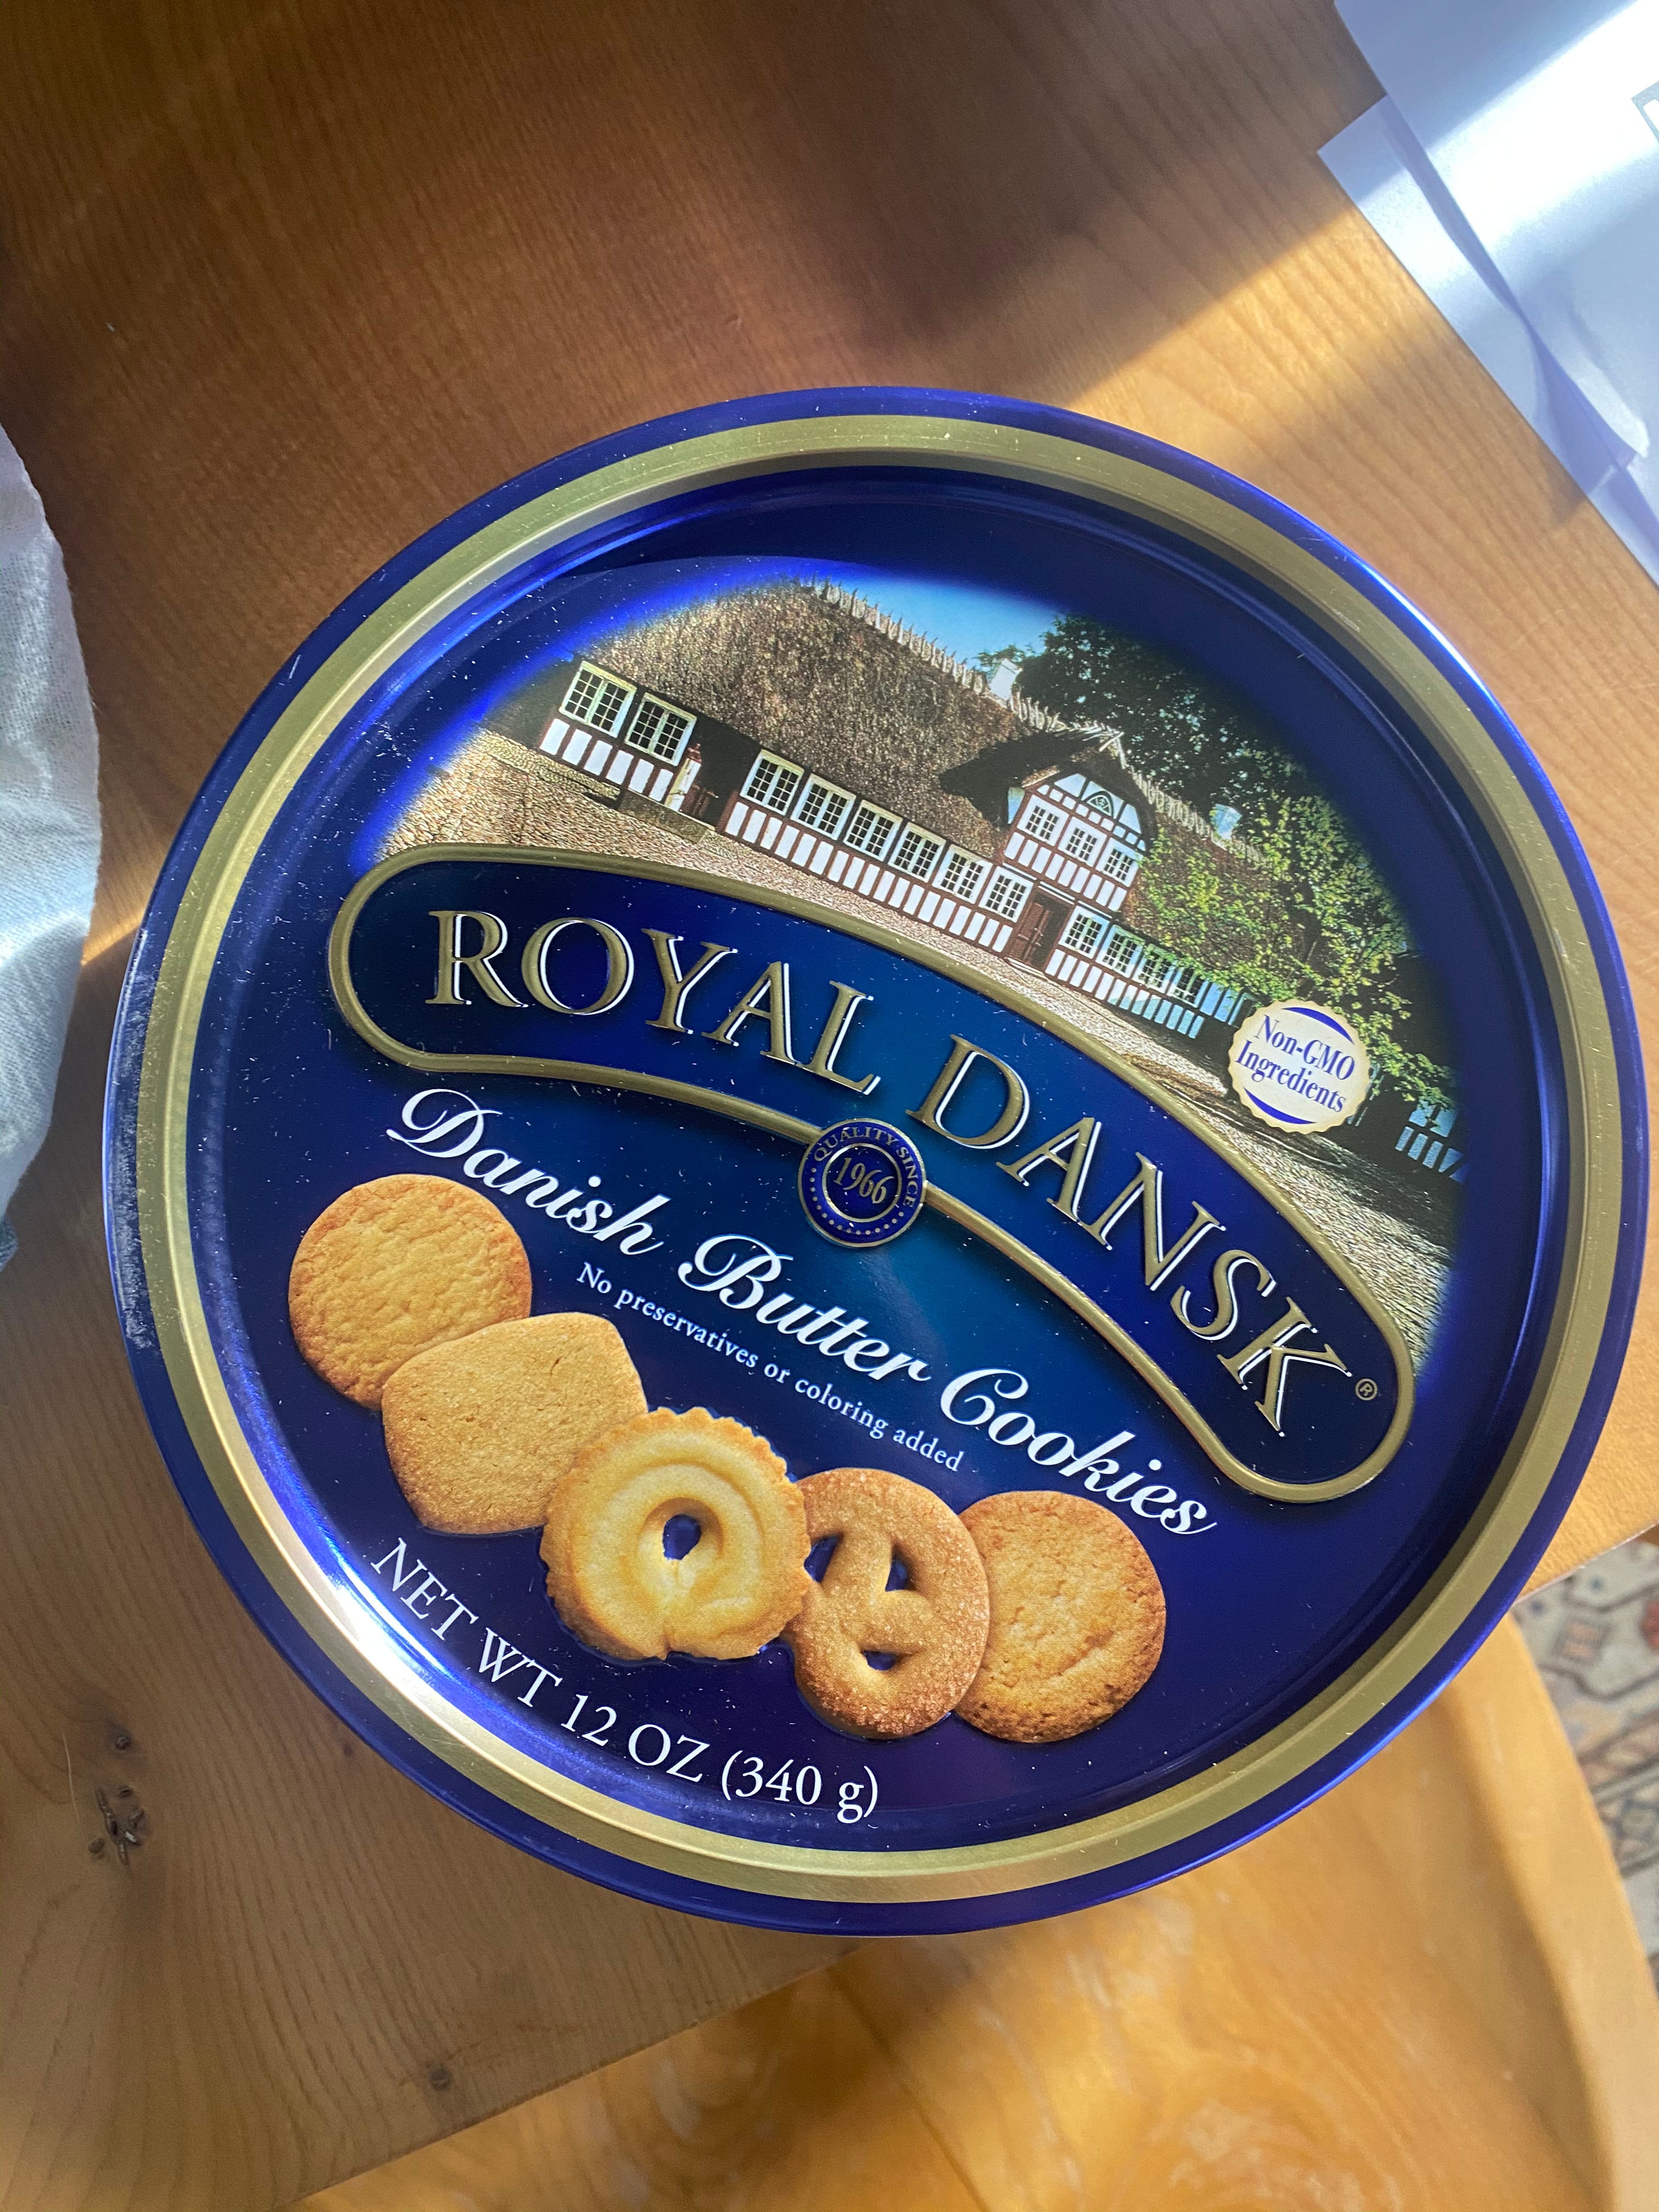 ROYAL DANSK®
Non-GMO
Ingredients
QUALITY SINCE
1966
Danish Butter Cookies
No preservatives or coloring added
NET WT 12 OZ (340 g)